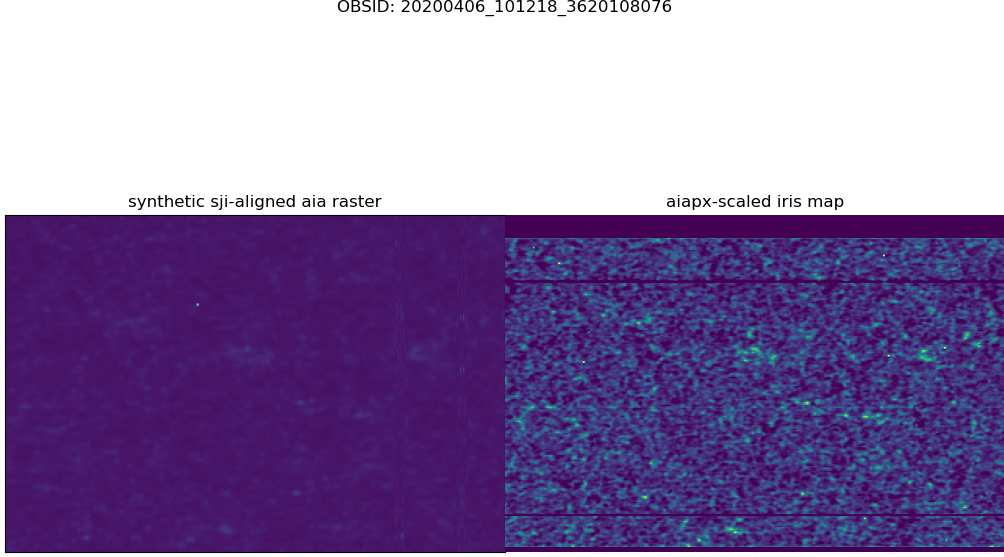 OBSID: 20200406_101218_3620108076
synthetic sji-aligned aia raster
aiapx-scaled iris map